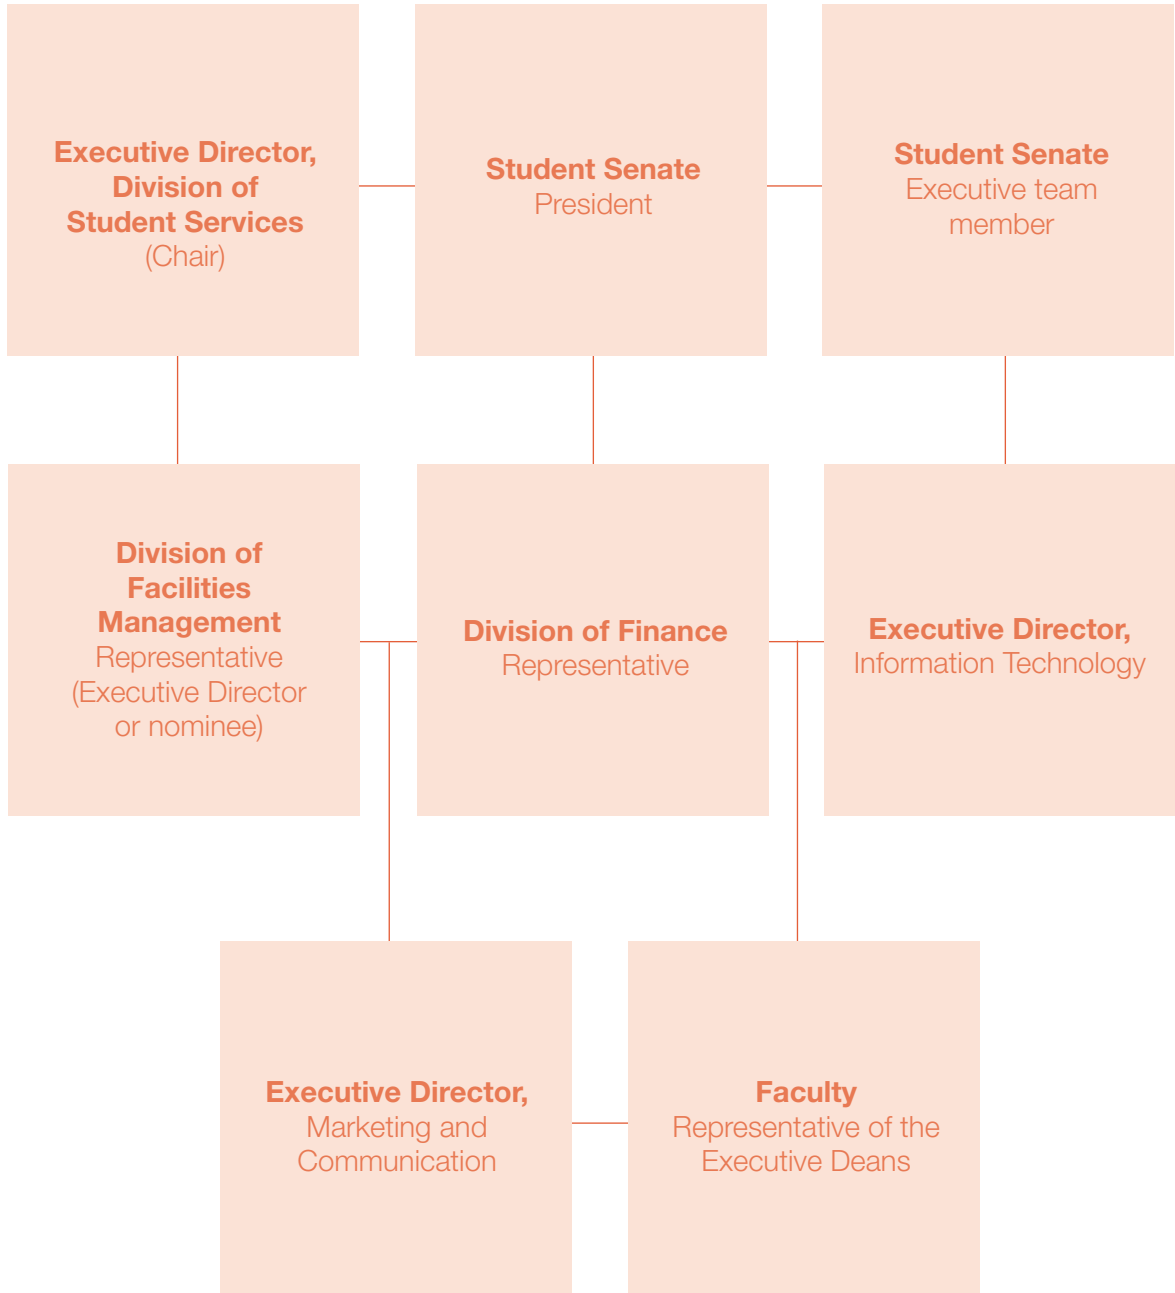 Executive Director,
Division of
Student Services
(Chair)
Student Senate
President
Student Senate
Executive team
member
Division of
Facilities
Management
Representative
(Executive Director
or nominee)
Division of Finance
Representative
Executive Director,
Information Technology
Executive Director,
Marketing and
Communication
Faculty
Representative of the
Executive Deans